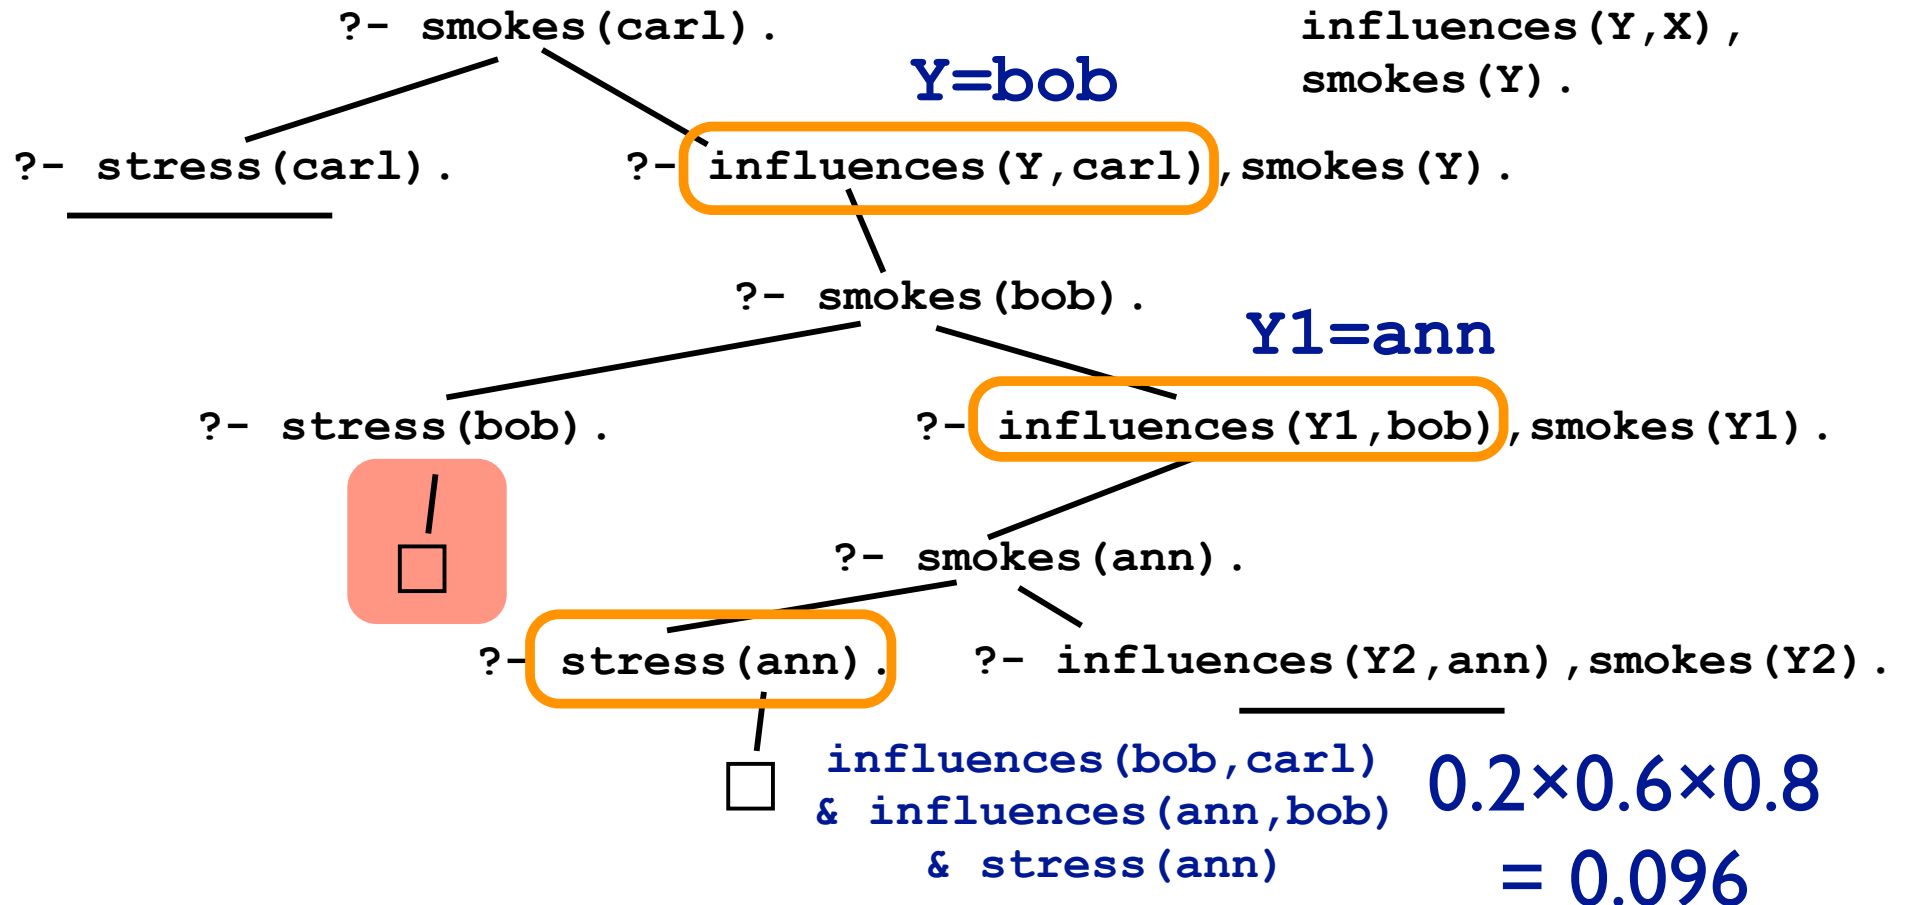 ?- smokes(carl).
influences(Y,X),
smokes(Y).
Y=bob
?- stress(carl).
?- influences(Y,carl),smokes(Y).
?- smokes(bob).
Y1=ann
?- stress(bob).
?- influences(Y1,bob),smokes(Y1).
?- smokes(ann).
?- stress(ann).
?- influences(Y2,ann),smokes(Y2).
influences(bob,carl)
& influences(ann,bob)
& stress(ann)
0.2×0.6×0.8
= 0.096